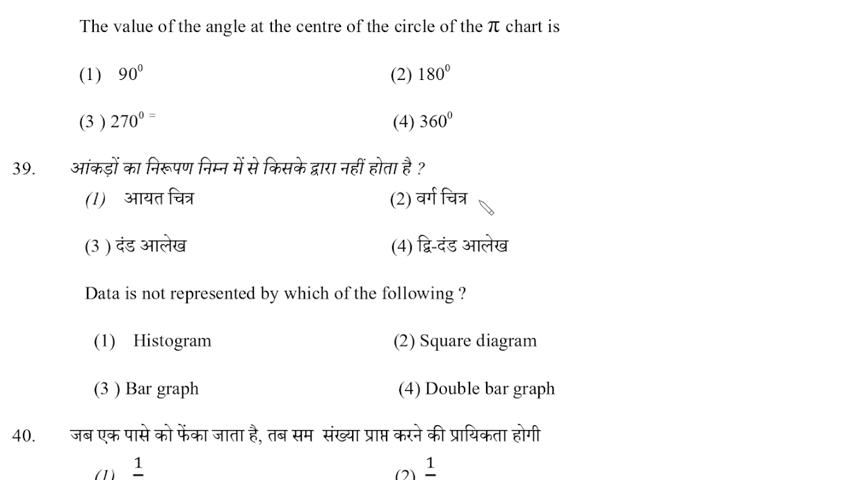 The value of the angle at the centre of the circle of the π chart is
(1) 90⁰ (2) 180⁰
(3 ) 270⁰ ⁼ (4) 360⁰
39. आंकड़ों का निरूपण निम्न में से किसके द्वारा नहीं होता है ?
(1) आयत चित्र (2) वर्ग चित्र
(3 ) दंड आलेख (4) द्वि-दंड आलेख
Data is not represented by which of the following ?
(1) Histogram (2) Square diagram
(3 ) Bar graph (4) Double bar graph
40. जब एक पासे को फेंका जाता है, तब सम संख्या प्राप्त करने की प्रायिकता होगी
(1) 1 (2) 1